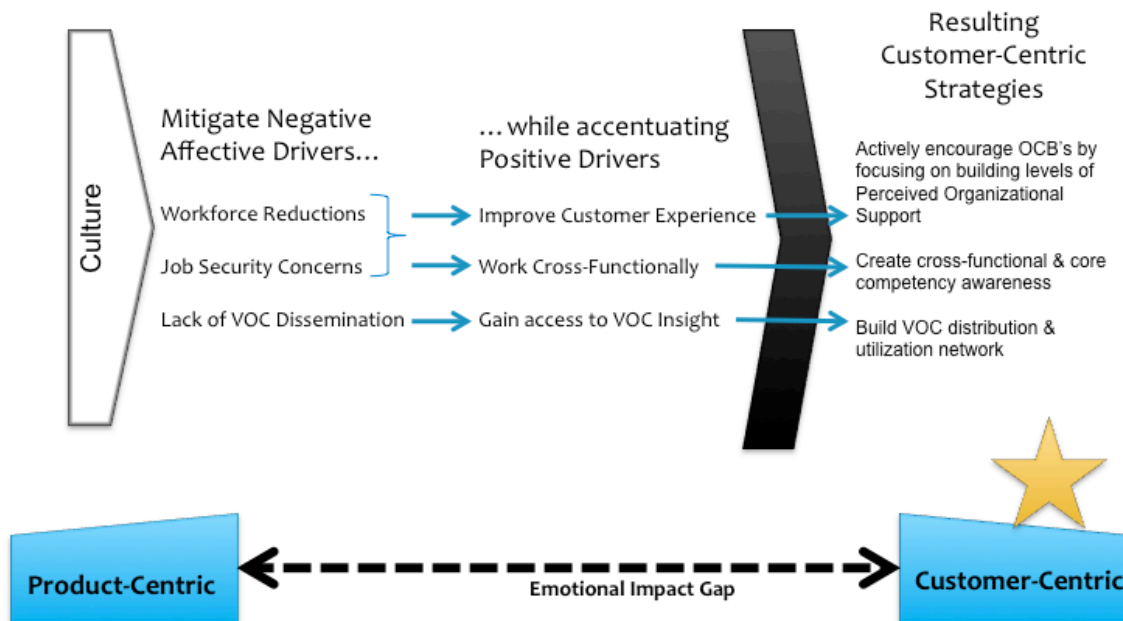 Culture
Mitigate Negative
Affective Drivers...
Workforce Reductions
Job Security Concerns
Lack of VOC Dissemination
...while accentuating
Positive Drivers
Improve Customer Experience
Work Cross-Functionally
Gain access to VOC Insight
Resulting
Customer-Centric
Strategies
Actively encourage OCB's by
focusing on building levels of
Perceived Organizational
Support
Create cross-functional & core
competency awareness
Build VOC distribution &
utilization network
Product-Centric
Emotional Impact Gap
Customer-Centric